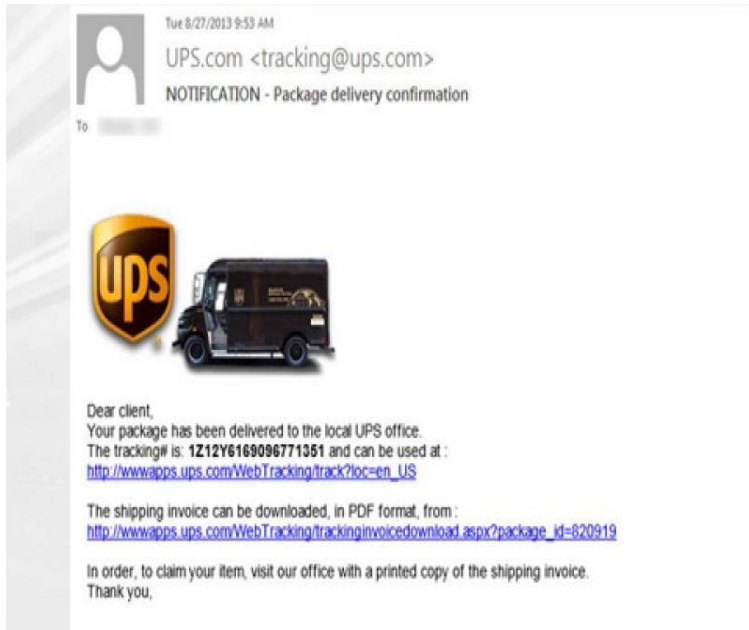 Tue 8/27/2013 9:53 AM
UPS.com <tracking@ups.com>
NOTIFICATION - Package delivery confirmation
To
ups
Dear client,
Your package has been delivered to the local UPS office.
The tracking# is: 1Z12Y6169096771351 and can be used at :
http://wwwapps.ups.com/WebTracking/track?loc=en_US
The shipping invoice can be downloaded, in PDF format, from :
http://wwwapps.ups.com/WebTracking/trackinginvoicedownload.aspx?package_id=820919
In order, to claim your item, visit our office with a printed copy of the shipping invoice.
Thank you,